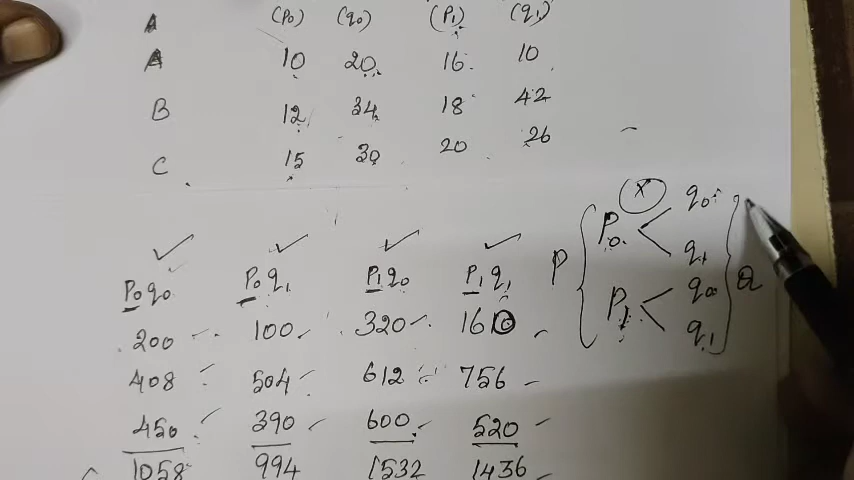 A (P0) (q0) (P1) (q1)
A 10 20 16 10
B 12 34 18 42
C 15 30 20 26
P { P0 < q0 q1
P1 < q0 q1 } Q
(x)
P0q0 P0q1 P1q0 P1q1
200 100 320 160
408 504 612 756
450 390 600 520
1058 994 1532 1436